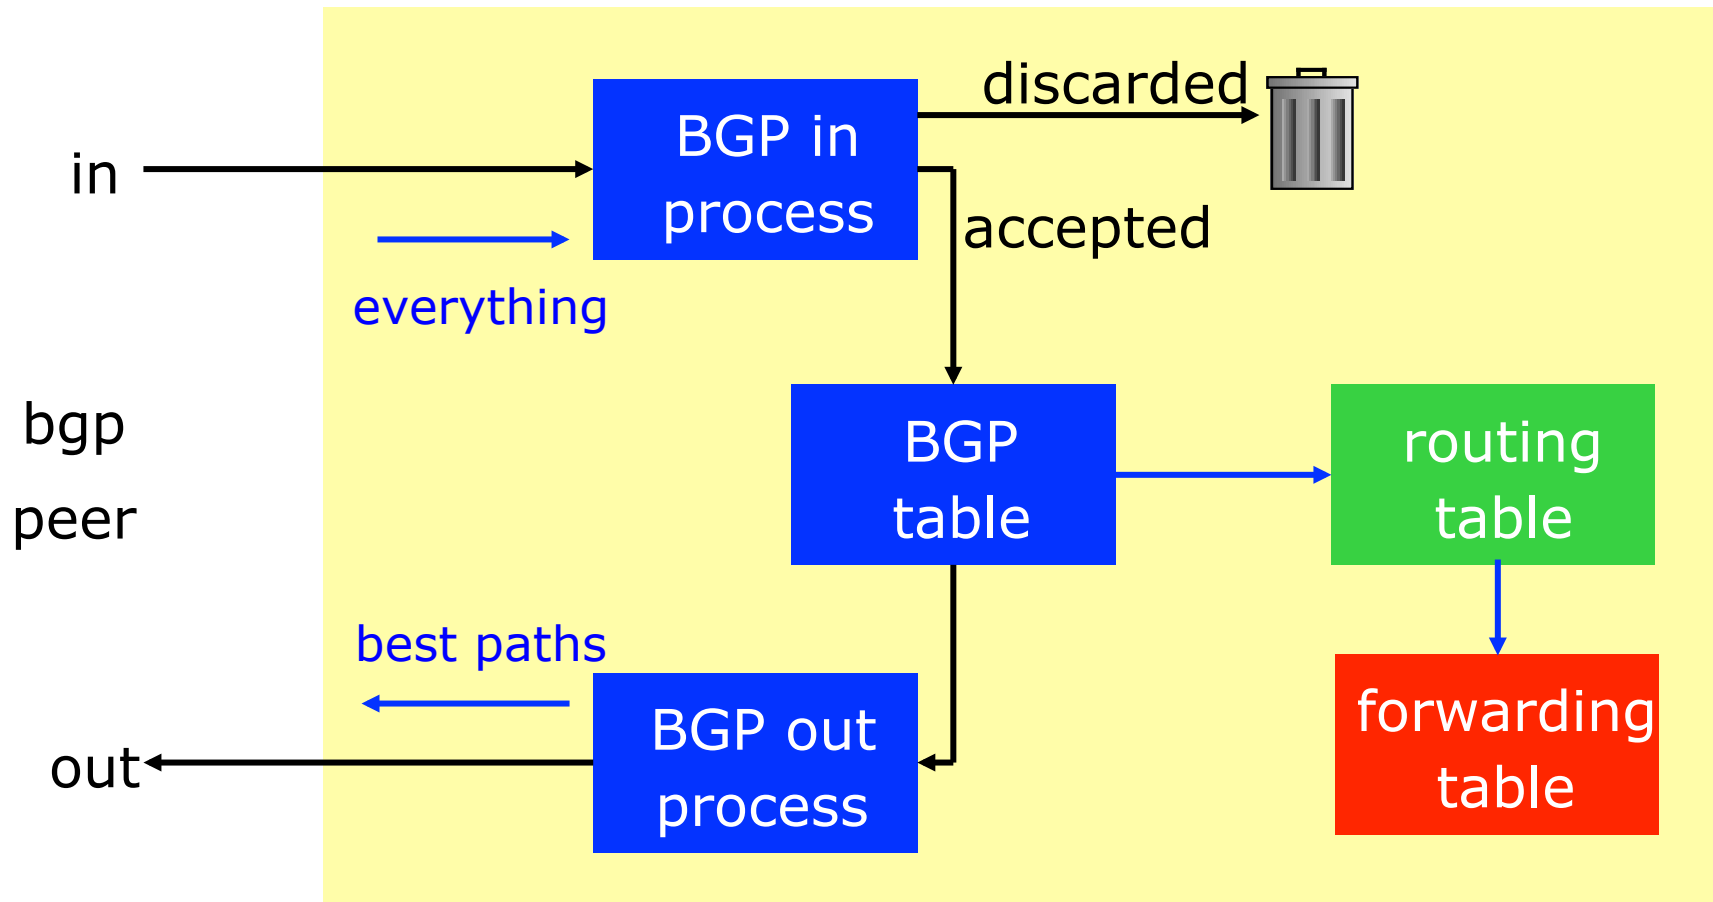 discarded
BGP in
process
in
accepted
everything
bgp
peer
BGP
table
routing
table
best paths
forwarding
table
BGP out
process
out